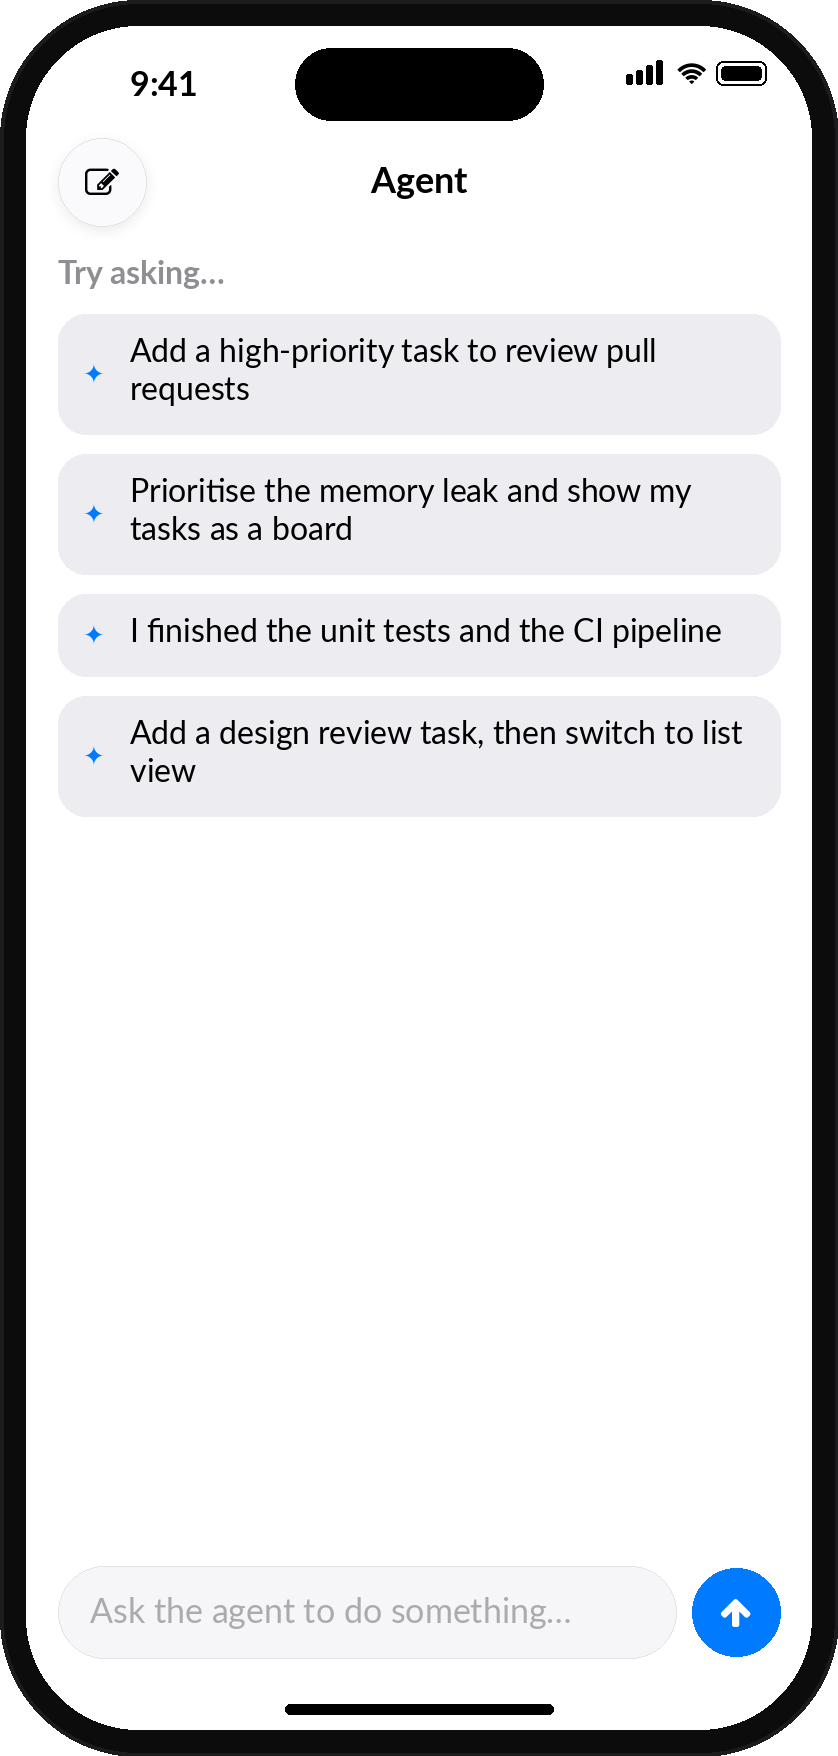 9:41
Agent
Try asking...
Add a high-priority task to review pull
requests
Prioritise the memory leak and show my
tasks as a board
I finished the unit tests and the CI pipeline
Add a design review task, then switch to list
view
Ask the agent to do something...